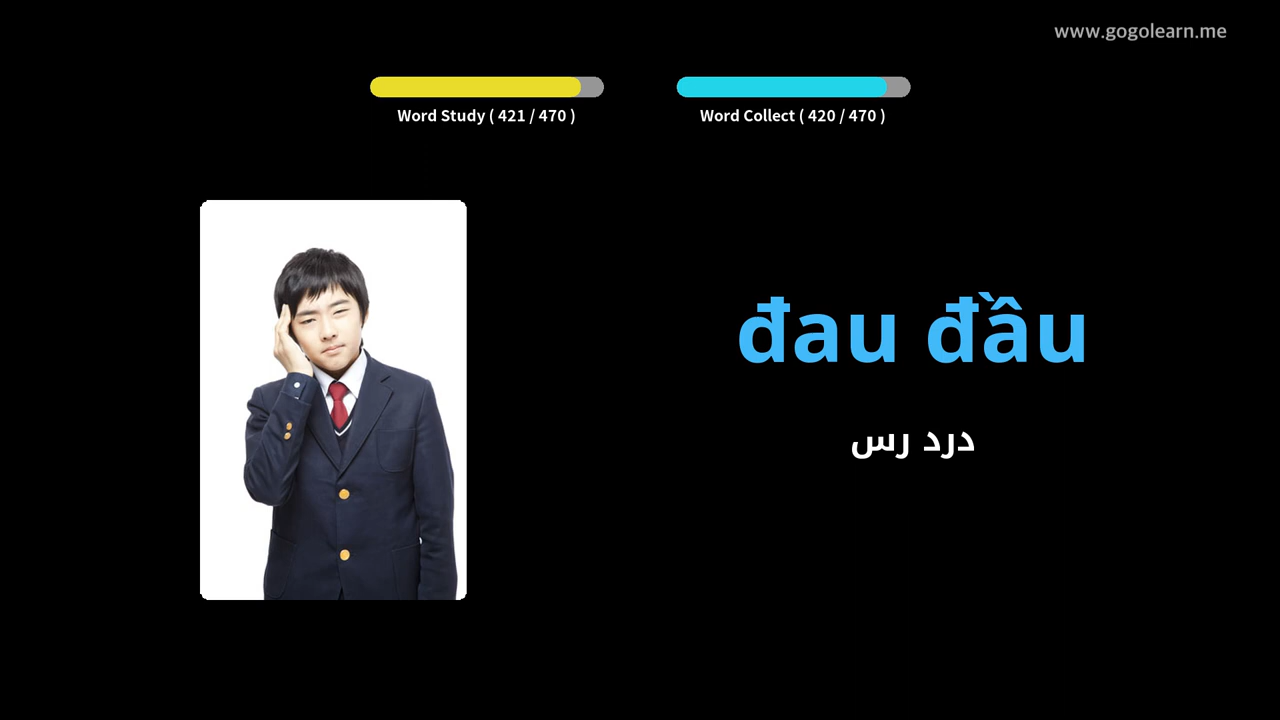 www.gogolearn.me
Word Study ( 421 / 470 )
Word Collect ( 420 / 470 )
đau đầu
درد رس